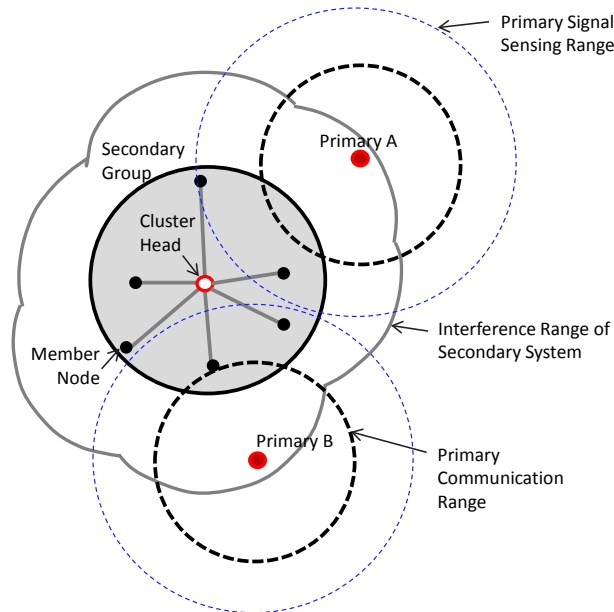 Primary Signal
Sensing Range
Primary A
Secondary
Group
Cluster
Head
Interference Range of
Secondary System
Member
Node
Primary B
Primary
Communication
Range